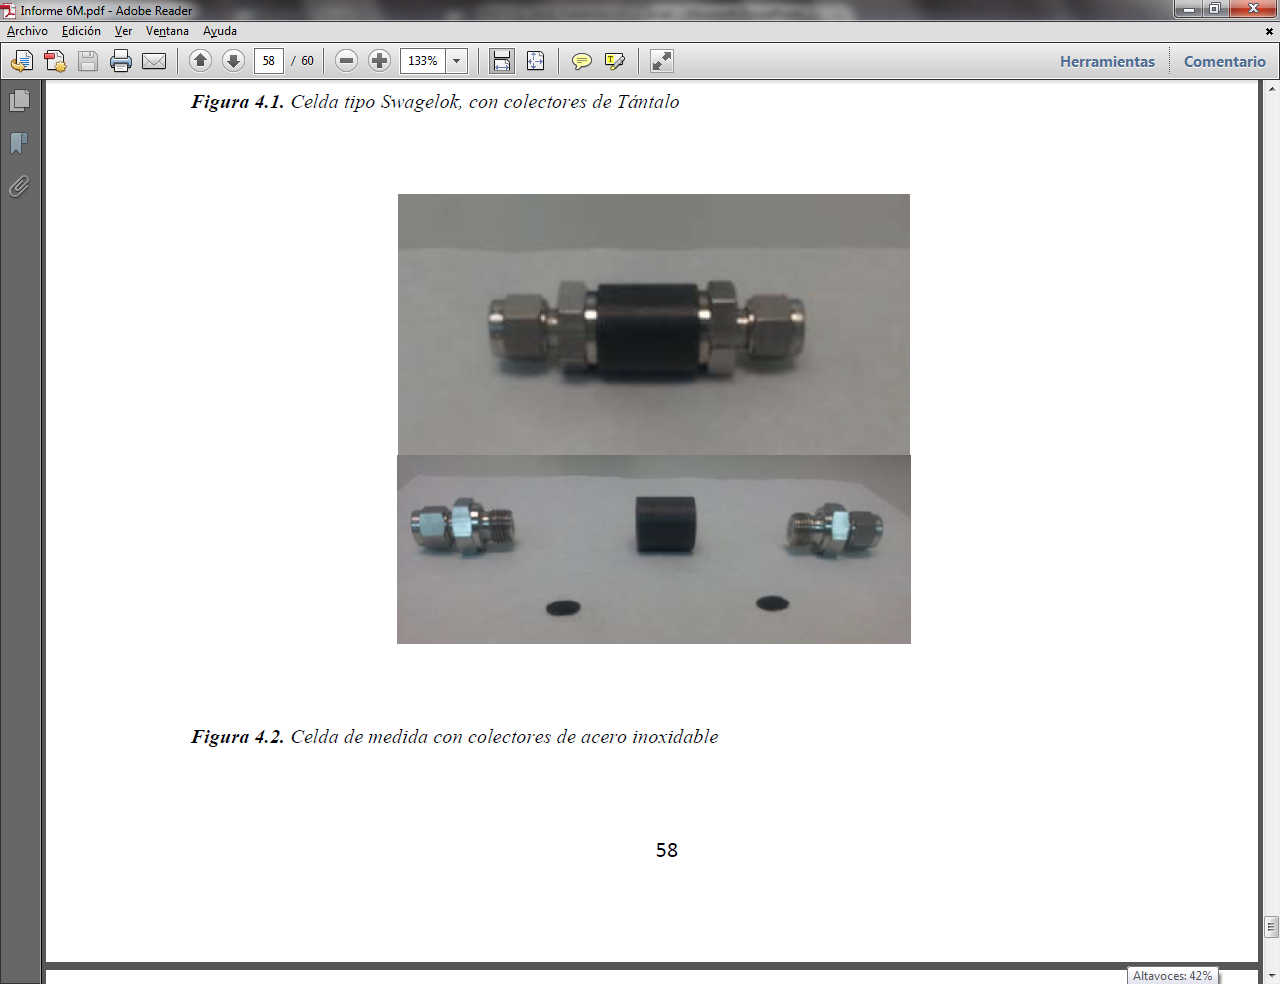 Informe 6M.pdf - Adobe Reader
Archivo Edición Ver Ventana Ayuda
58 / 60 133% Herramientas Comentario
Figura 4.1. Celda tipo Swagelok, con colectores de Tántalo
Figura 4.2. Celda de medida con colectores de acero inoxidable
58
Altavoces: 42%